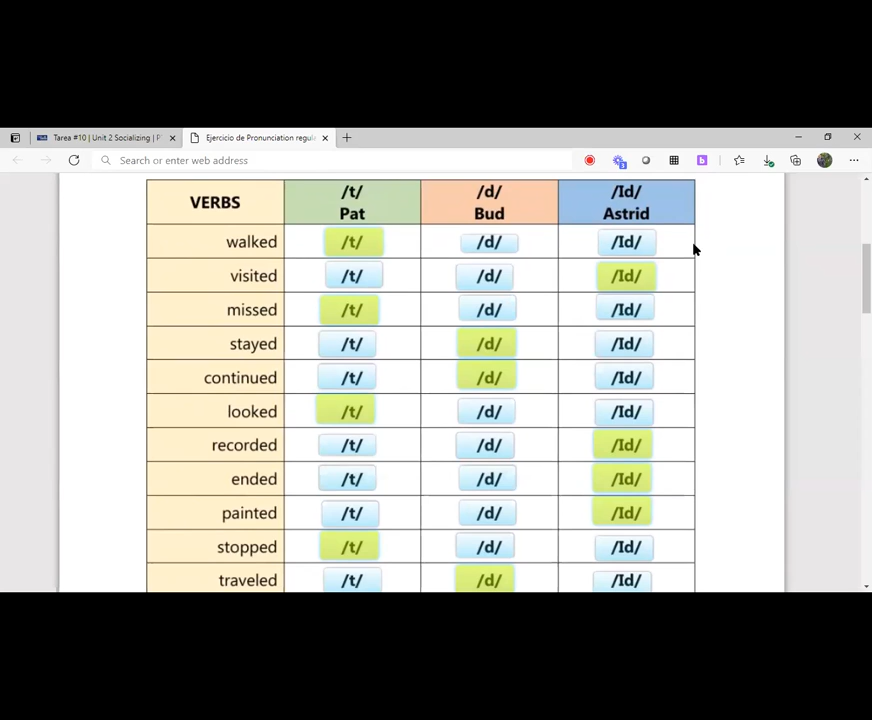 Tarea #10 | Unit 2 Socializing | P
Ejercicio de Pronunciation regula
Search or enter web address
VERBS /t/ Pat /d/ Bud /Id/ Astrid
walked /t/ /d/ /Id/
visited /t/ /d/ /Id/
missed /t/ /d/ /Id/
stayed /t/ /d/ /Id/
continued /t/ /d/ /Id/
looked /t/ /d/ /Id/
recorded /t/ /d/ /Id/
ended /t/ /d/ /Id/
painted /t/ /d/ /Id/
stopped /t/ /d/ /Id/
traveled /t/ /d/ /Id/